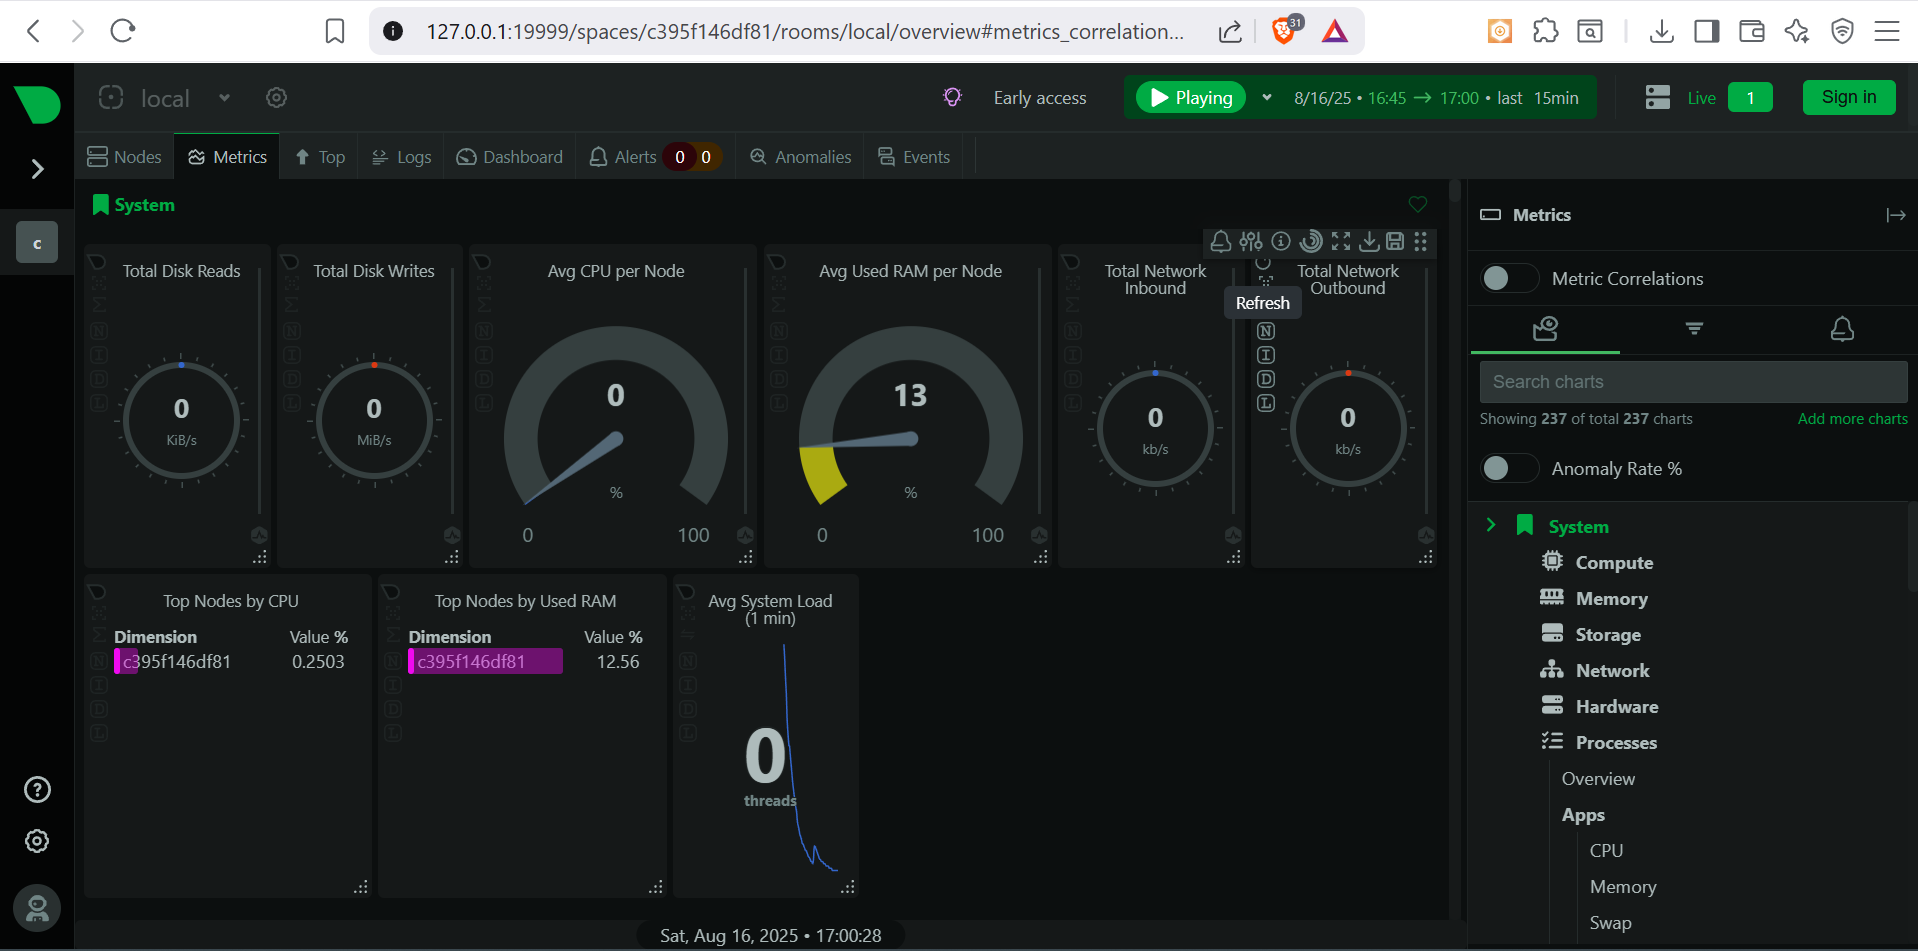 127.0.0.1:19999/spaces/c395f146df81/rooms/local/overview#metrics_correlation...
31
local
Early access
Playing
8/16/25 • 16:45 → 17:00 • last 15min
Live
1
Sign in
Nodes
Metrics
Top
Logs
Dashboard
Alerts 0 0
Anomalies
Events
c
System
Total Disk Reads
N
I
D
L
0
KiB/s
Total Disk Writes
N
I
D
L
0
MiB/s
Avg CPU per Node
N
I
D
L
0
%
0 100
Avg Used RAM per Node
N
I
D
L
13
%
0 100
Total Network
Inbound
N
I
D
L
0
kb/s
Total Network
Outbound
Refresh
N
I
D
L
0
kb/s
Top Nodes by CPU
Dimension Value %
c395f146df81 0.2503
N
I
D
L
Top Nodes by Used RAM
Dimension Value %
c395f146df81 12.56
N
I
D
L
Avg System Load
(1 min)
N
I
D
L
0
threads
Sat, Aug 16, 2025 • 17:00:28
Metrics
Metric Correlations
Search charts
Showing 237 of total 237 charts
Add more charts
Anomaly Rate %
System
Compute
Memory
Storage
Network
Hardware
Processes
Overview
Apps
CPU
Memory
Swap